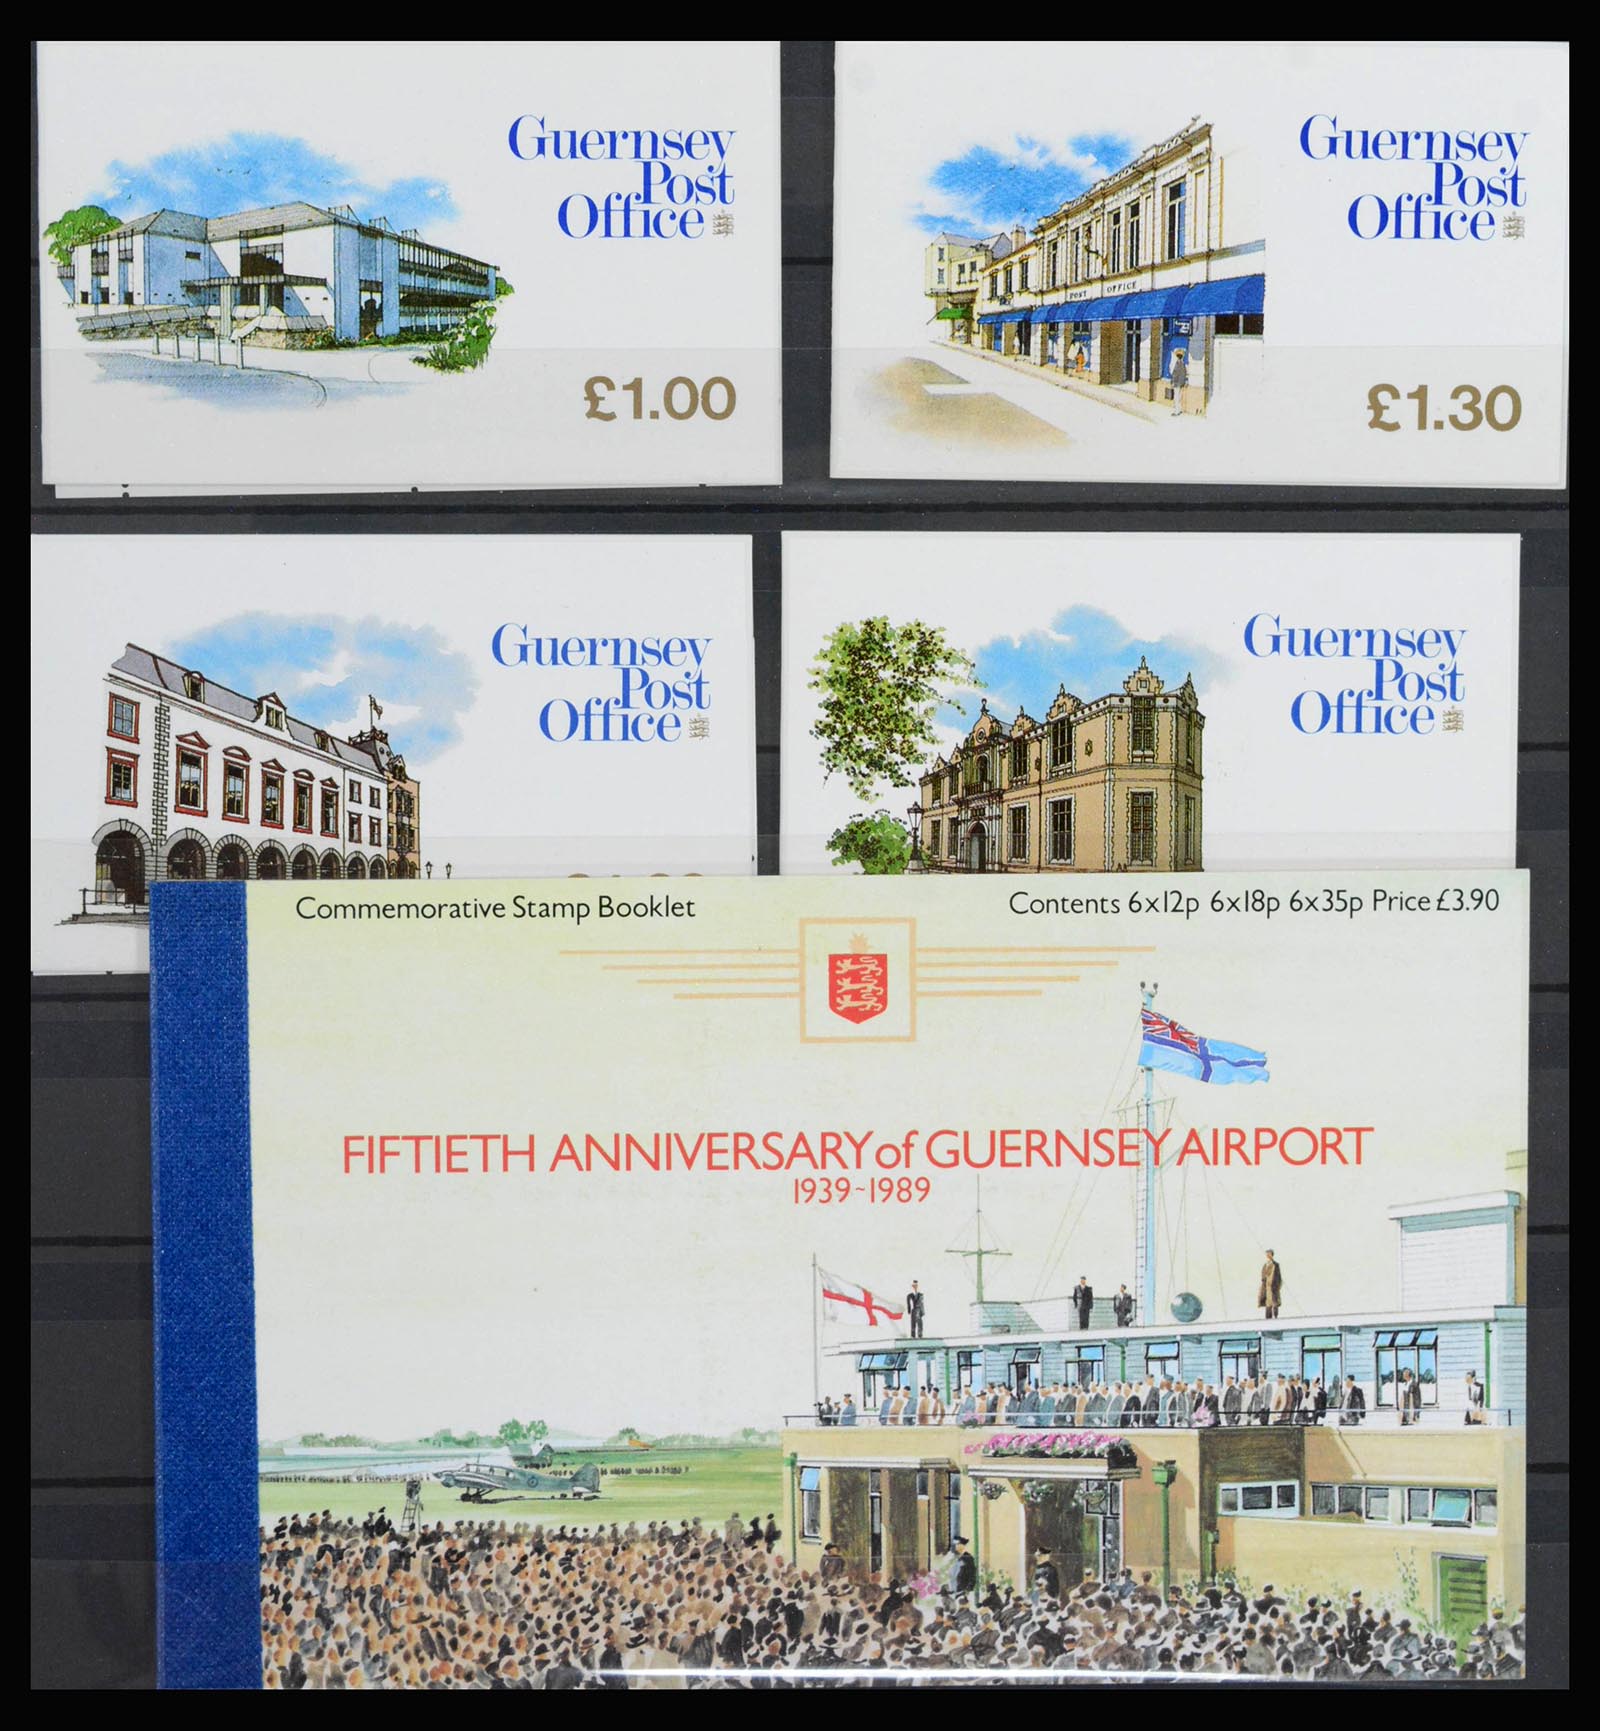 Guernsey
Post
Office
£1.00
Guernsey
Post
Office
POST OFFICE
£1.30
Guernsey
Post
Office
Guernsey
Post
Office
Commemorative Stamp Booklet
Contents 6x12p 6x18p 6x35p Price £3.90
FIFTIETH ANNIVERSARY of GUERNSEY AIRPORT
1939~1989